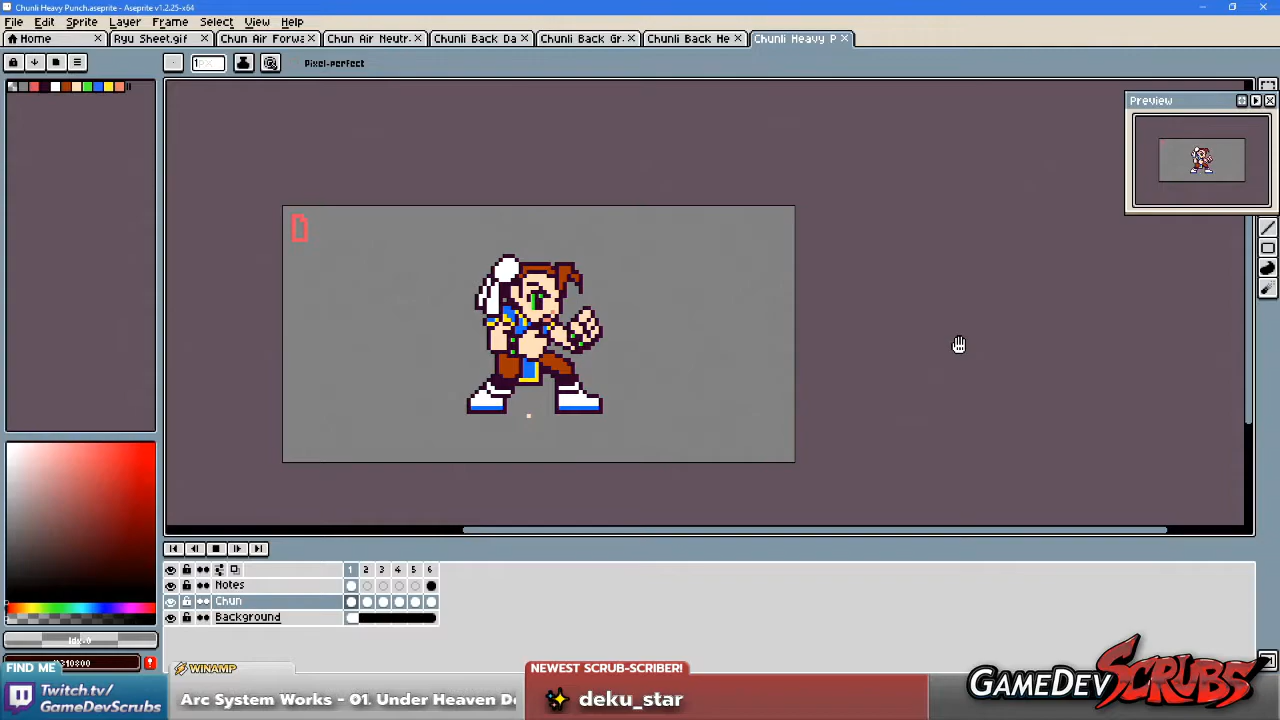 Chunli Heavy Punch.aseprite - Aseprite v1.2.25-x64
File Edit Sprite Layer Frame Select View Help
Home Ryu Sheet.gif Chun Air Forwa Chun Air Neutr Chunli Back Da Chunli Back Gr Chunli Back He Chunli Heavy P
Pixel-perfect
Preview
1 2 3 4 5 6
Notes
Chun
Background
Idx-0
FIND ME
Twitch.tv/
GameDevScrubs
WINAMP
Arc System Works - 01. Under Heaven De
NEWEST SCRUB-SCRIBER!
deku_star
GAMEDEV SCRUBS